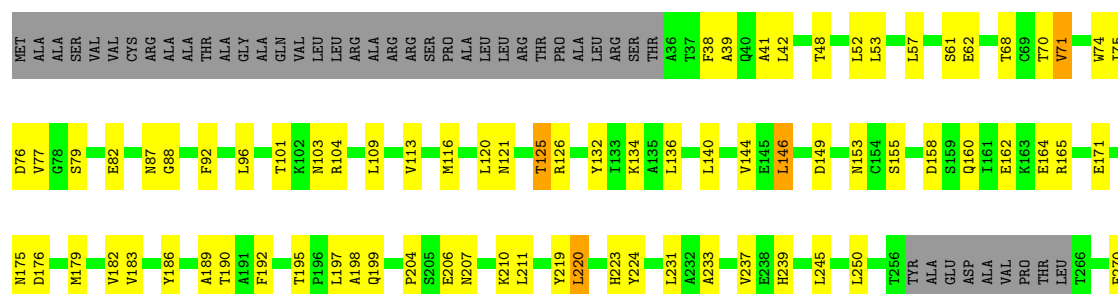 MET ALA ALA SER VAL VAL CYS ARG ALA ALA THR ALA GLY ALA GLN VAL LEU LEU ARG ALA ARG ARG SER PRO ALA LEU LEU ARG THR PRO ALA LEU ARG SER THR A36 T37 F38 A39 Q40 A41 L42 T48 L52 L53 L57 S61 E62 T68 C69 T70 V71 W74
D76 V77 G78 S79 E82 N87 G88 F92 L96 T101 K102 N103 R104 L109 V113 M116 L120 N121 T125 R126 Y132 I133 K134 A135 L136 L140 V144 E145 L146 D149 N153 C154 S155 D158 S159 Q160 I161 E162 K163 E164 R165 E171
N175 D176 M179 V182 V183 Y186 A189 T190 A191 F192 T195 P196 L197 A198 Q199 P204 S205 E206 N207 K210 L211 Y219 L220 H223 Y224 L231 A232 A233 V237 E238 H239 L245 L250 T256 TYR ALA GLU ASP ALA VAL PRO THR LEU T266